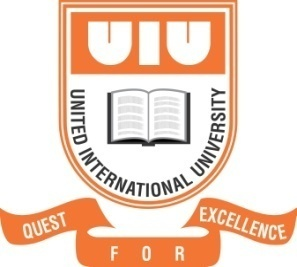 UIU
UNITED INTERNATIONAL UNIVERSITY
QUEST
FOR
EXCELLENCE